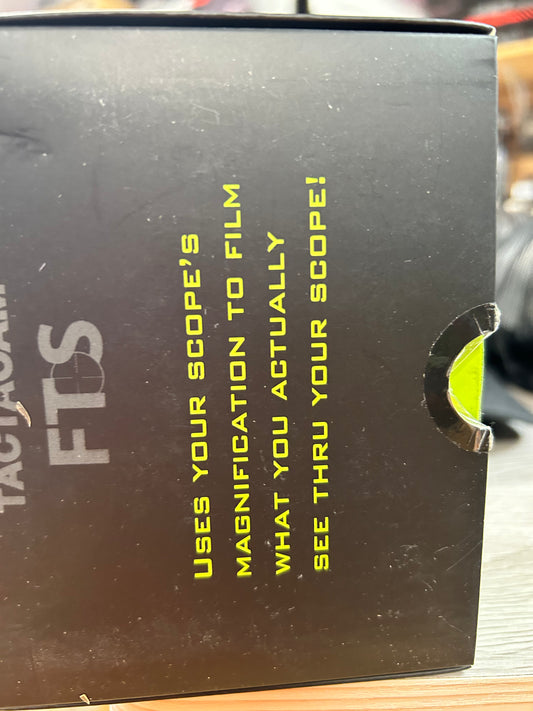 TACTACAM
FTS
USES YOUR SCOPE'S
MAGNIFICATION TO FILM
WHAT YOU ACTUALLY
SEE THRU YOUR SCOPE!